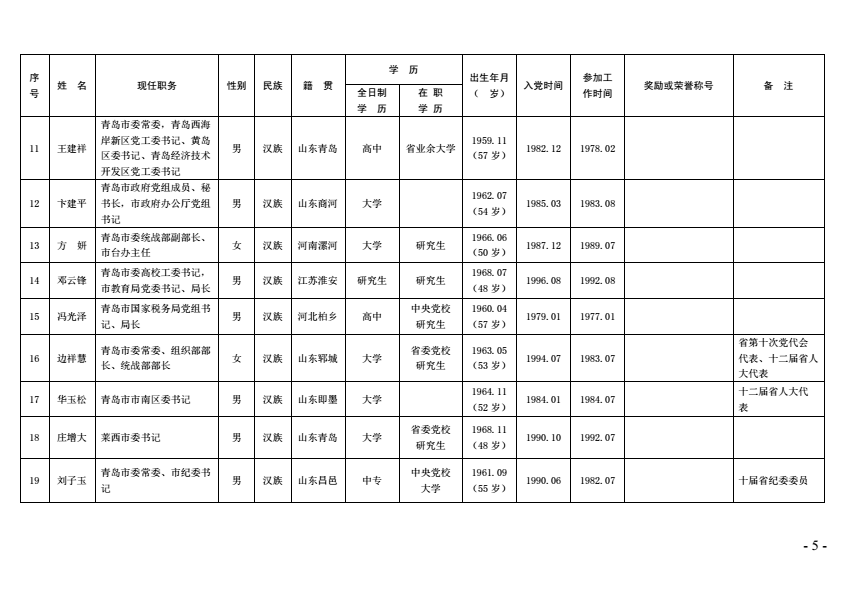 序号 姓　名 现任职务 性别 民族 籍　贯 学　历 出生年月（　岁） 入党时间 参加工作时间 奖励或荣誉称号 备　注
全日制学　历 在 职学 历
11 王建祥 青岛市委常委，青岛西海岸新区党工委书记、黄岛区委书记、青岛经济技术开发区党工委书记 男 汉族 山东青岛 高中 省业余大学 1959.11（57 岁） 1982.12 1978.02
12 卞建平 青岛市政府党组成员、秘书长，市政府办公厅党组书记 男 汉族 山东商河 大学 1962.07（54 岁） 1985.03 1983.08
13 方　妍 青岛市委统战部副部长、市台办主任 女 汉族 河南漯河 大学 研究生 1966.06（50 岁） 1987.12 1989.07
14 邓云锋 青岛市委高校工委书记，市教育局党委书记、局长 男 汉族 江苏淮安 研究生 研究生 1968.07（48 岁） 1996.08 1992.08
15 冯光泽 青岛市国家税务局党组书记、局长 男 汉族 河北柏乡 高中 中央党校研究生 1960.04（57 岁） 1979.01 1977.01
16 边祥慧 青岛市委常委、组织部部长、统战部部长 女 汉族 山东郓城 大学 省委党校研究生 1963.05（53 岁） 1994.07 1983.07 省第十次党代会代表、十二届省人大代表
17 华玉松 青岛市市南区委书记 男 汉族 山东即墨 大学 1964.11（52 岁） 1984.01 1984.07 十二届省人大代表
18 庄增大 莱西市委书记 男 汉族 山东青岛 大学 省委党校研究生 1968.11（48 岁） 1990.10 1992.07
19 刘子玉 青岛市委常委、市纪委书记 男 汉族 山东昌邑 中专 中央党校大学 1961.09（55 岁） 1990.06 1982.07 十届省纪委委员
- 5 -